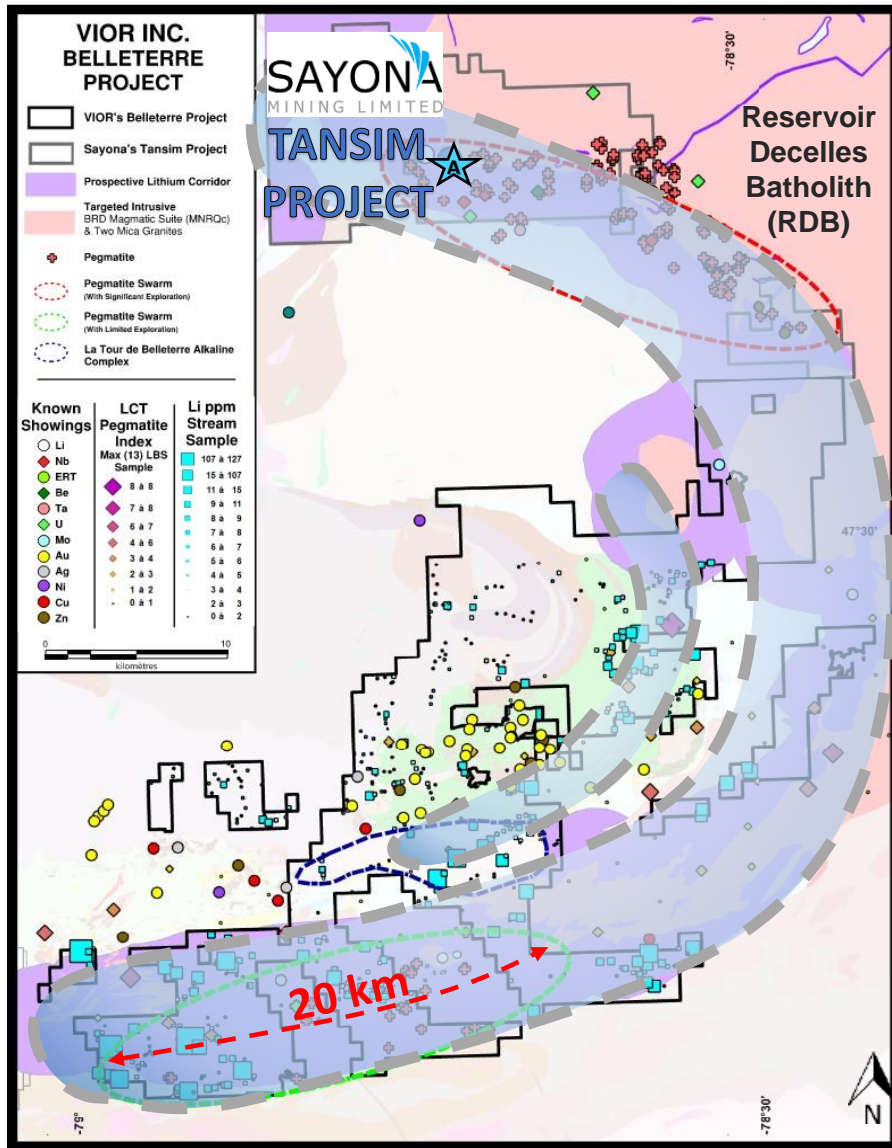 VIOR INC.
BELLETERRE
PROJECT
VIOR's Belleterre Project
Sayona's Tansim Project
Prospective Lithium Corridor
Targeted Intrusive
BRD Magmatic Suite (MNRQc)
& Two Mica Granites
Pegmatite
Pegmatite Swarm
(With Significant Exploration)
Pegmatite Swarm
(With Limited Exploration)
La Tour de Belleterre Alkaline
Complex
Known
Showings
Li
Nb
ERT
Be
Ta
U
Mo
Au
Ag
Ni
Cu
Zn
LCT
Pegmatite
Index
Max (13) LBS
Sample
8 à 8
7 à 8
6 à 7
4 à 6
3 à 4
2 à 3
1 à 2
0 à 1
Li ppm
Stream
Sample
107 à 127
15 à 107
11 à 15
9 à 11
8 à 9
7 à 8
6 à 7
5 à 6
4 à 5
3 à 4
2 à 3
0 à 2
0 10
kilomètres
SAYONA
MINING LIMITED
TANSIM
PROJECT
A
-78°30'
Reservoir
Decelles
Batholith
(RDB)
47°30'
20 km
-79°
-78°30'
N